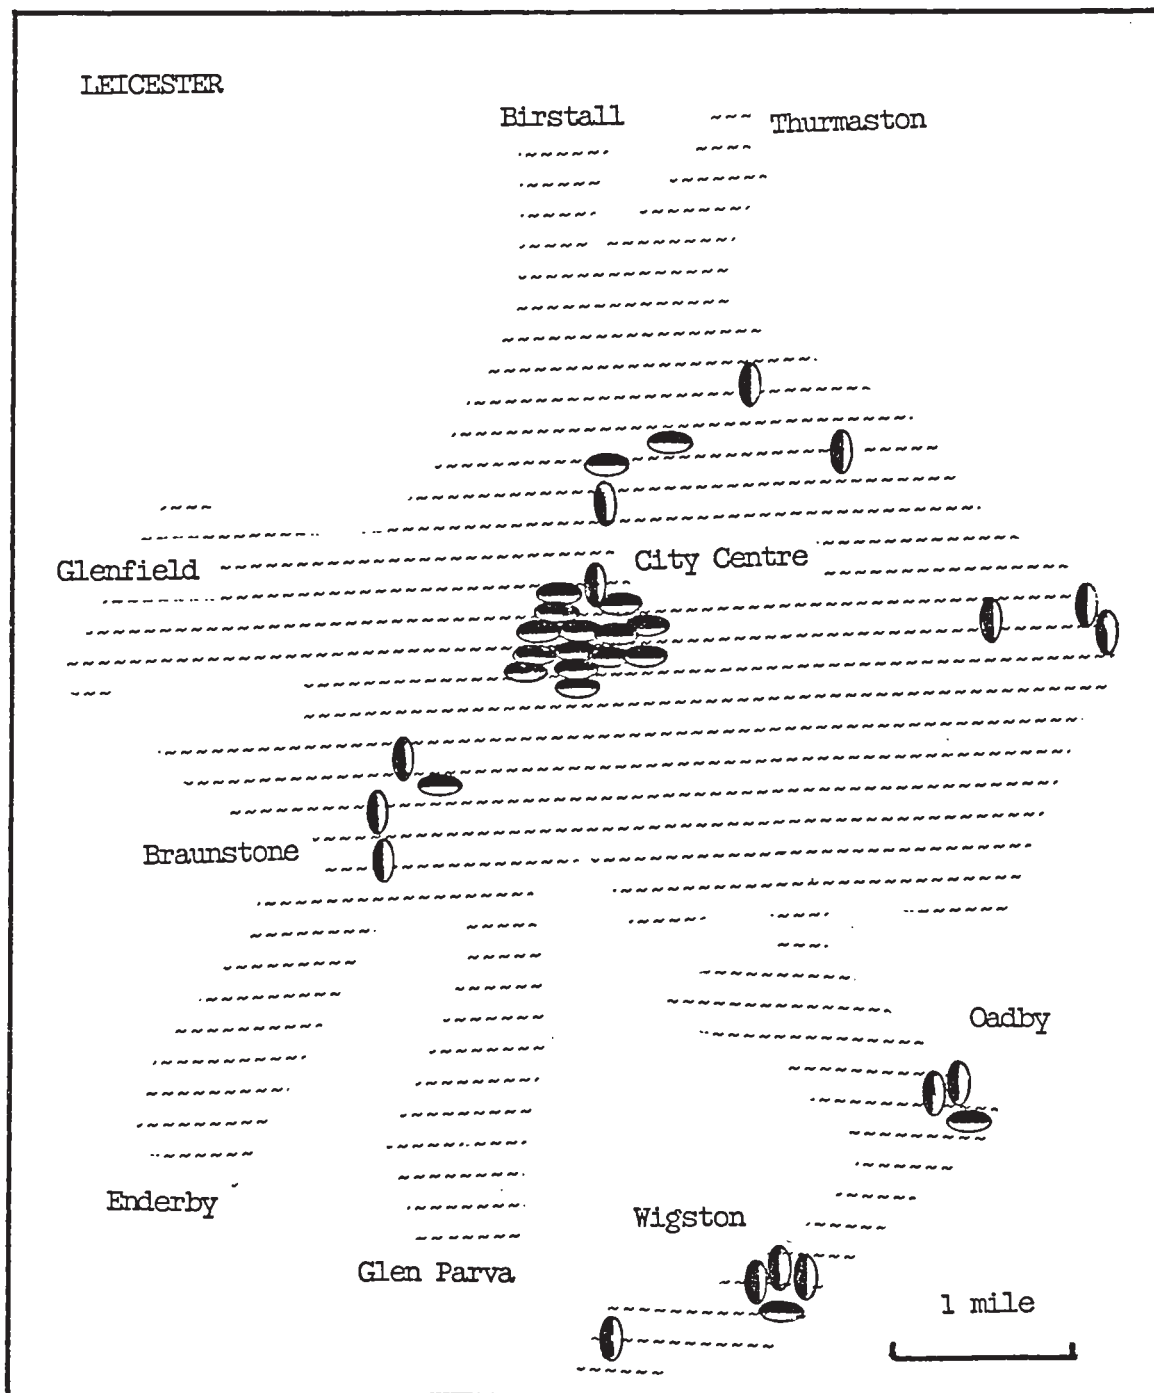 LEICESTER
Birstall
Thurmaston
City Centre
Glenfield
Braunstone
Oadby
Enderby
Wigston
Glen Parva
1 mile